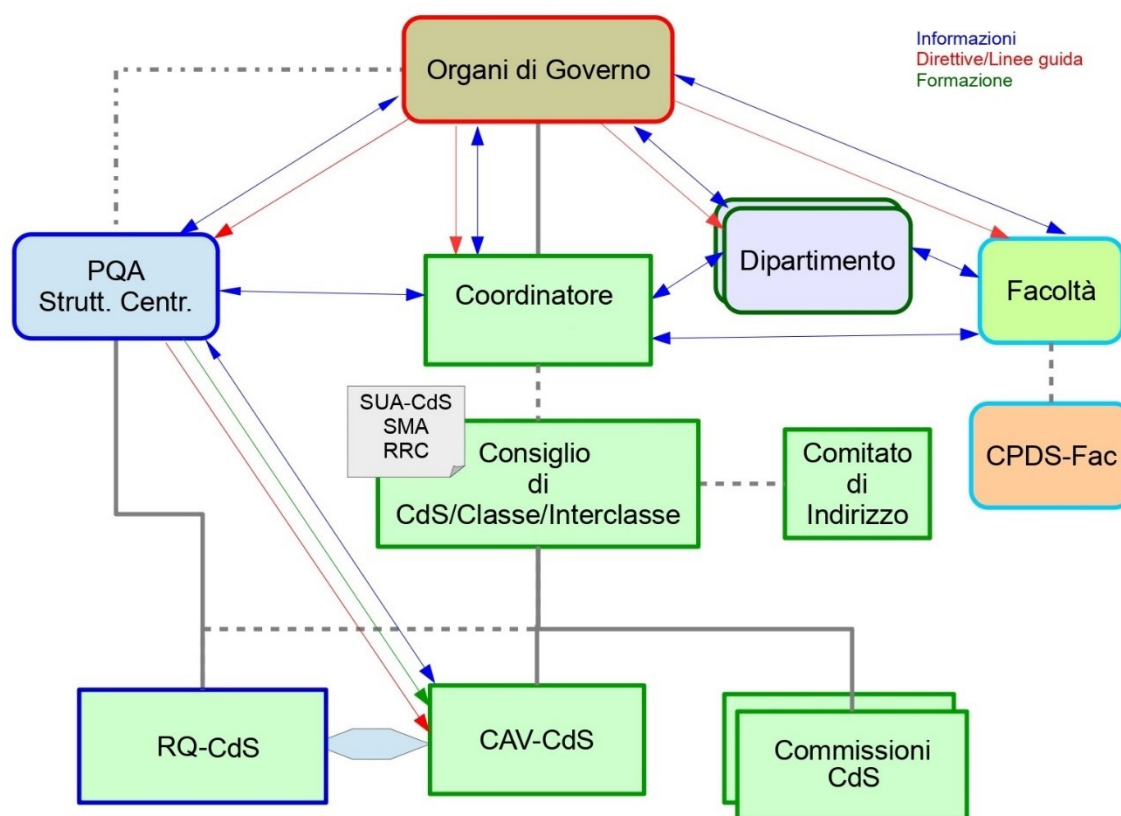 Organi di Governo
Informazioni
Direttive/Linee guida
Formazione
PQA
Strutt. Centr.
Coordinatore
Dipartimento
Facoltà
SUA-CdS
SMA
RRC
Consiglio
di
CdS/Classe/Interclasse
Comitato
di
Indirizzo
CPDS-Fac
RQ-CdS
CAV-CdS
Commissioni
CdS